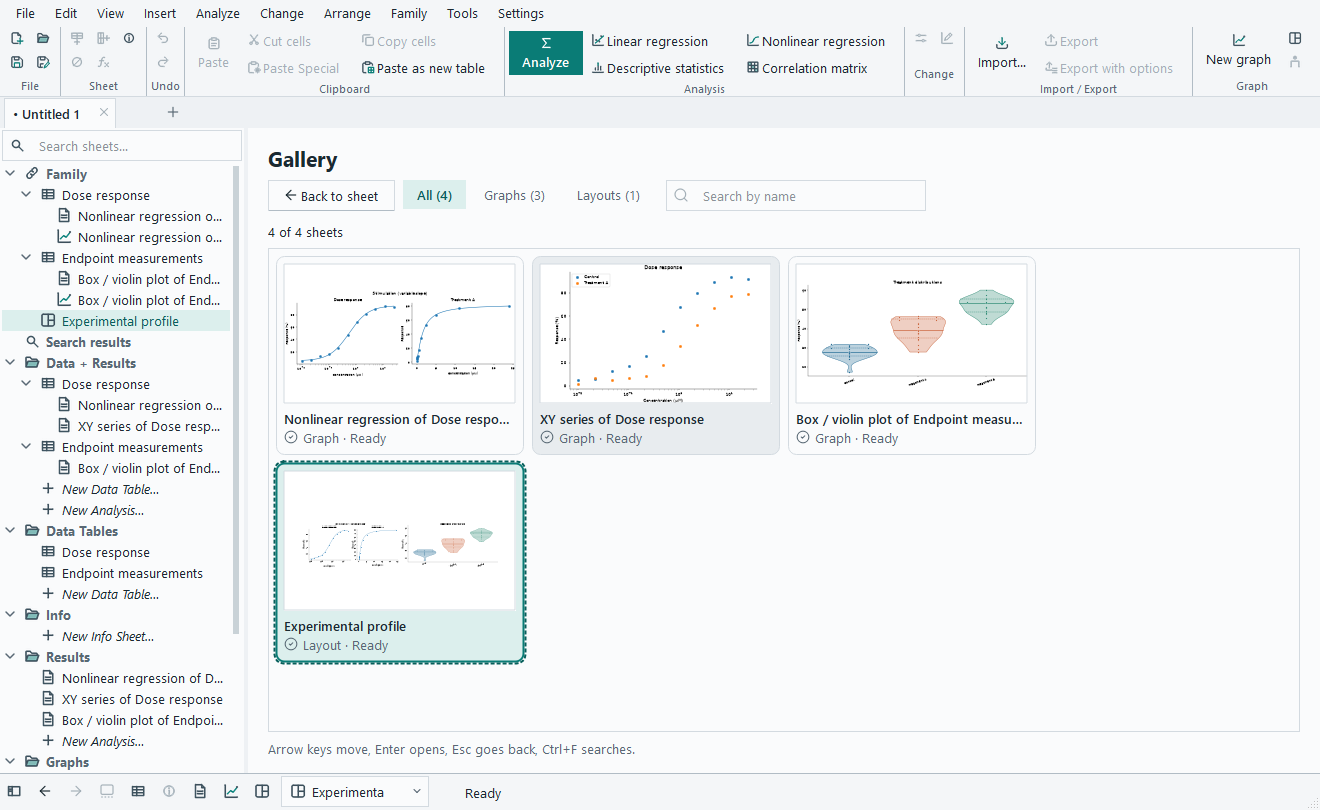 File Edit View Insert Analyze Change Arrange Family Tools Settings
Cut cells Copy cells
Paste
Paste Special Paste as new table
Σ
Analyze
Linear regression Nonlinear regression
Descriptive statistics Correlation matrix
Import...
Export
Export with options
New graph
File Sheet Undo Clipboard Analysis Change Import / Export Graph
• Untitled 1
Search sheets...
Family
Dose response
Nonlinear regression o...
Nonlinear regression o...
Endpoint measurements
Box / violin plot of End...
Box / violin plot of End...
Experimental profile
Search results
Data + Results
Dose response
Nonlinear regression o...
XY series of Dose resp...
Endpoint measurements
Box / violin plot of End...
New Data Table...
New Analysis...
Data Tables
Dose response
Endpoint measurements
New Data Table...
Info
New Info Sheet...
Results
Nonlinear regression of D...
XY series of Dose response
Box / violin plot of Endpoi...
New Analysis...
Graphs
Gallery
Back to sheet
All (4)
Graphs (3)
Layouts (1)
Search by name
4 of 4 sheets
Dose response
Treatment A
Nonlinear regression of Dose respo...
Graph · Ready
Dose response
Control
Treatment A
XY series of Dose response
Graph · Ready
Treatment distributions
Box / violin plot of Endpoint measu...
Graph · Ready
Experimental profile
Layout · Ready
Arrow keys move, Enter opens, Esc goes back, Ctrl+F searches.
Experimenta
Ready